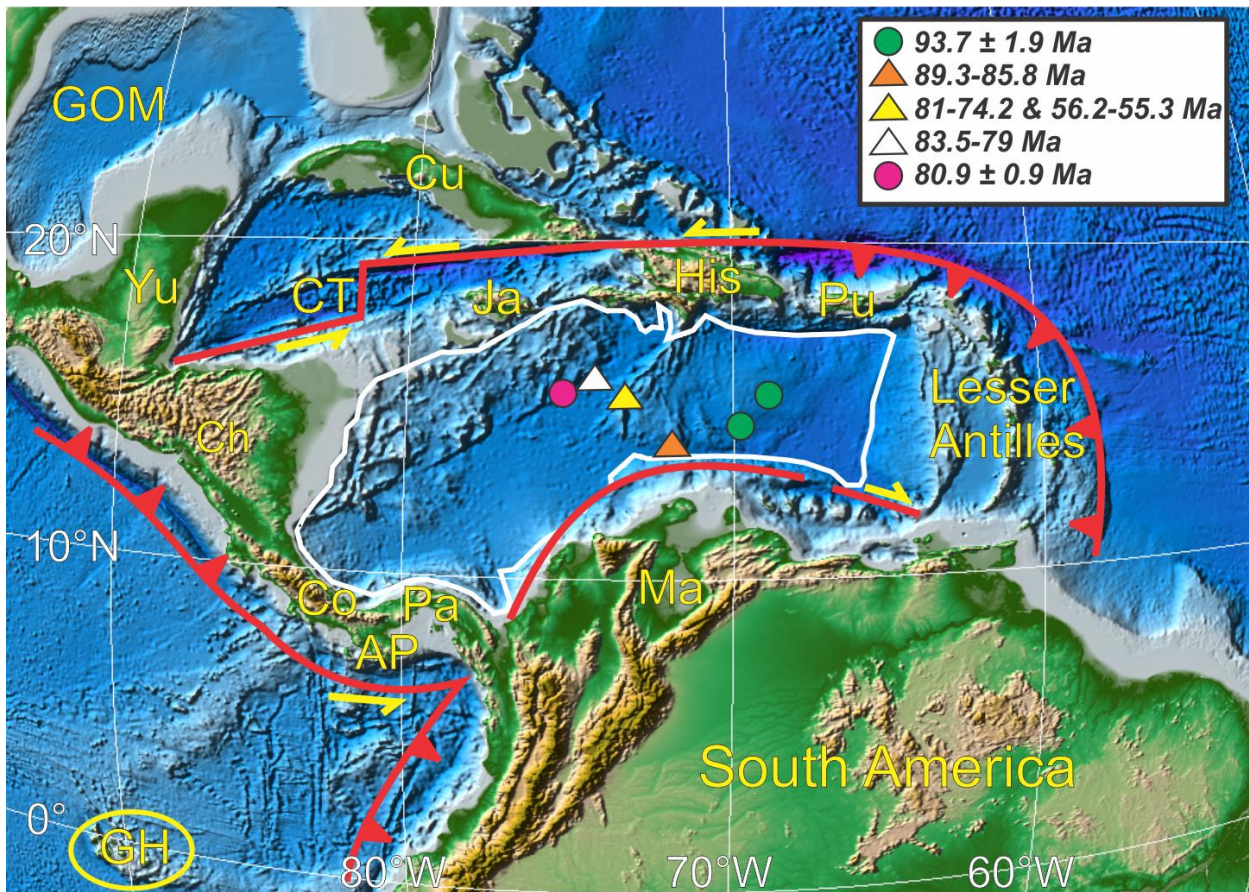 93.7 ± 1.9 Ma
89.3-85.8 Ma
81-74.2 & 56.2-55.3 Ma
83.5-79 Ma
80.9 ± 0.9 Ma
GOM
Cu
20°N
Yu
CT
Ja
His
Pu
Lesser
Antilles
Ch
10°N
Co
Pa
Ma
AP
South America
0°
GH
80°W
70°W
60°W